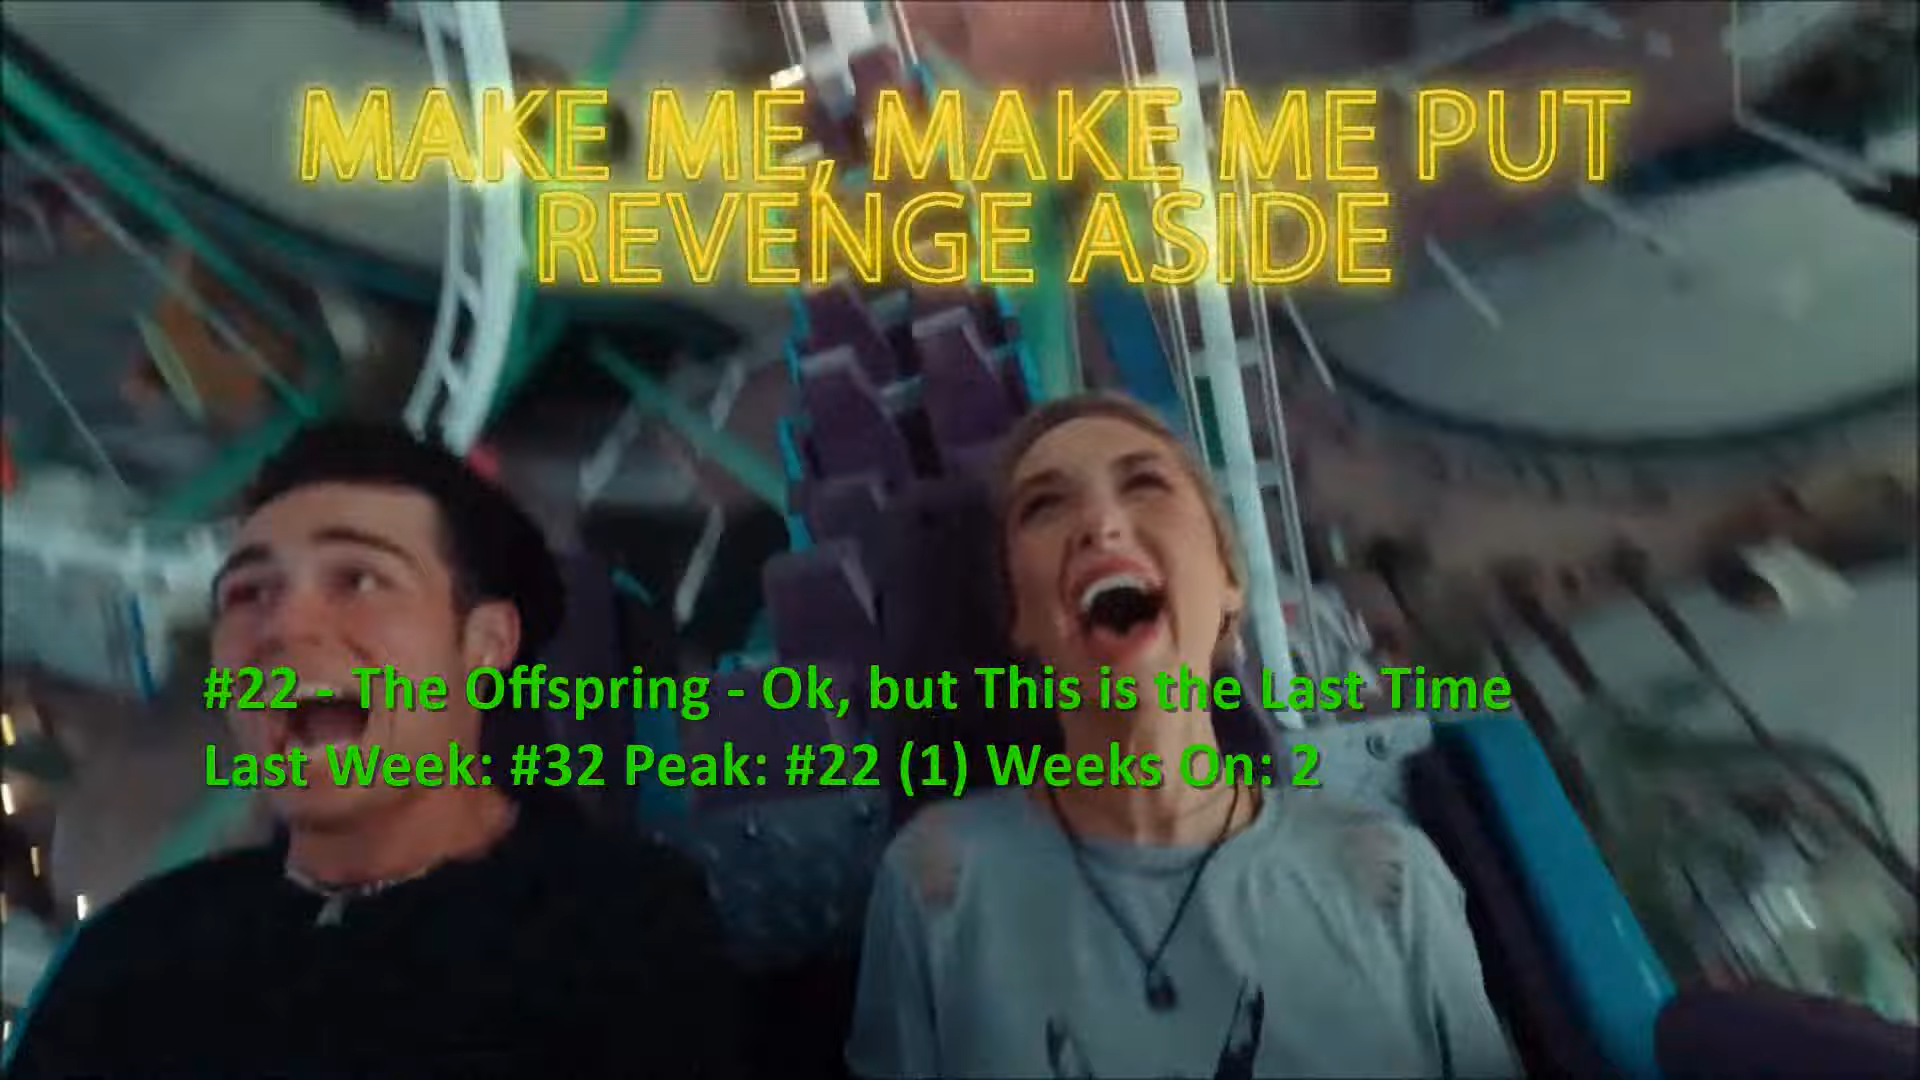 MAKE ME, MAKE ME PUT
REVENGE ASIDE
#22 - The Offspring - Ok, but This is the Last Time
Last Week: #32 Peak: #22 (1) Weeks On: 2